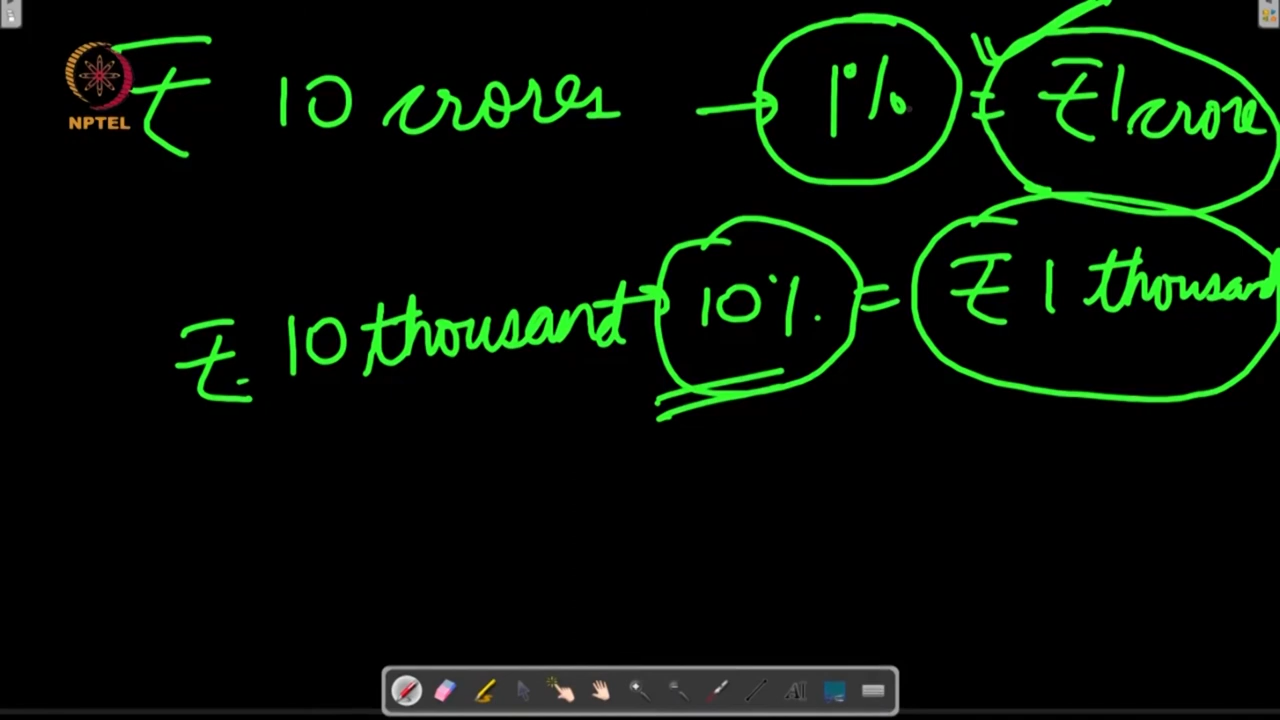 ₹ 10 crores → 1% = ₹ 1 crore
NPTEL
₹ 10 thousand → 10% = ₹ 1 thousand